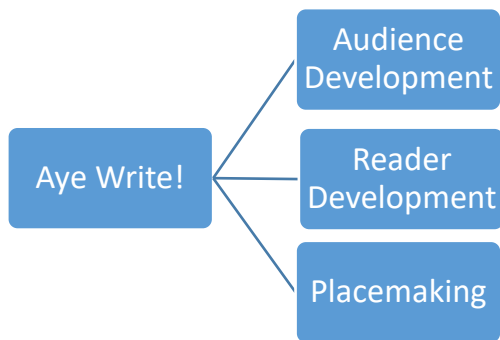 Aye Write!
Audience
Development
Reader
Development
Placemaking